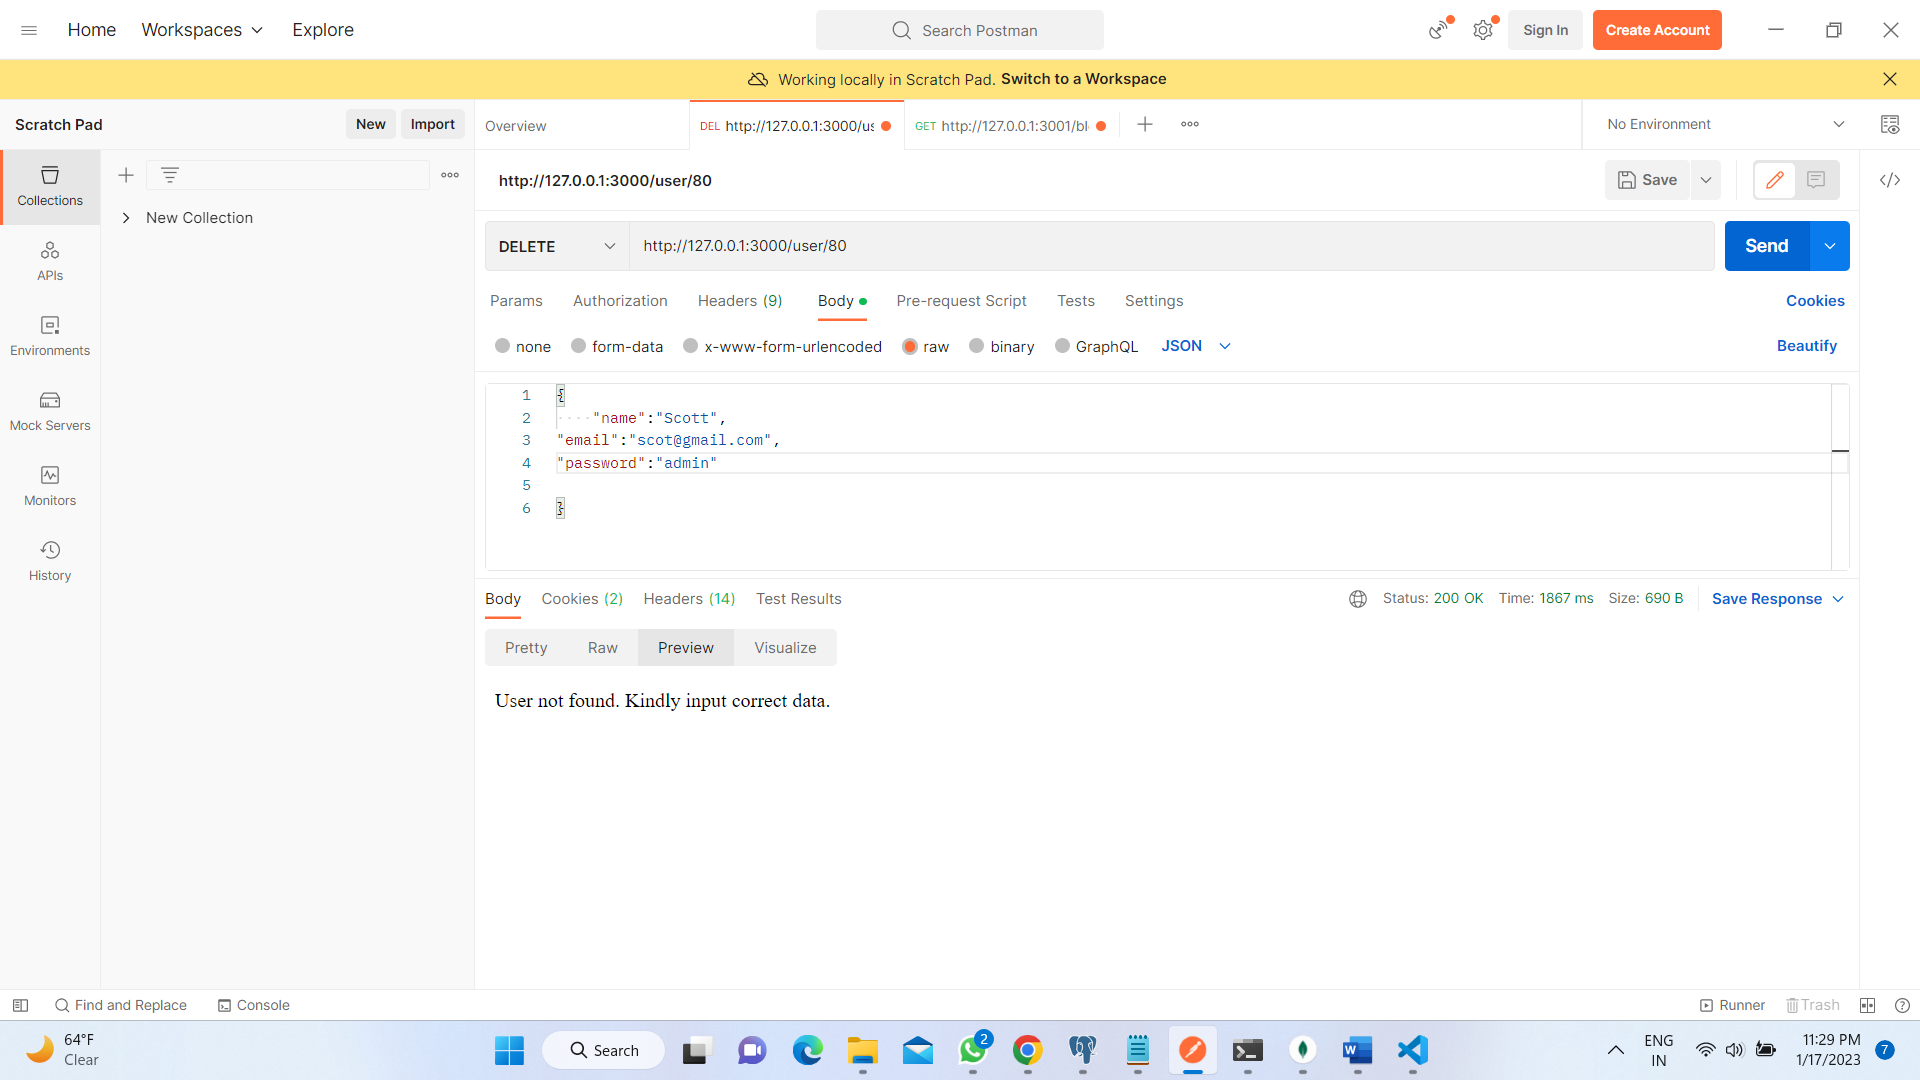 Home
Workspaces
Explore
Search Postman
Sign In
Create Account
Working locally in Scratch Pad. Switch to a Workspace
Scratch Pad
New
Import
Overview
DEL http://127.0.0.1:3000/us
GET http://127.0.0.1:3001/bl
No Environment
Collections
APIs
Environments
Mock Servers
Monitors
History
New Collection
http://127.0.0.1:3000/user/80
Save
DELETE
http://127.0.0.1:3000/user/80
Send
Params
Authorization
Headers (9)
Body
Pre-request Script
Tests
Settings
Cookies
none
form-data
x-www-form-urlencoded
raw
binary
GraphQL
JSON
Beautify
1 {
2 ····"name":"Scott",
3 "email":"scot@gmail.com",
4 "password":"admin"
5
6 }
Body
Cookies (2)
Headers (14)
Test Results
Status: 200 OK
Time: 1867 ms
Size: 690 B
Save Response
Pretty
Raw
Preview
Visualize
User not found. Kindly input correct data.
Find and Replace
Console
Runner
Trash
64°F
Clear
Search
2
W
ENG
IN
11:29 PM
1/17/2023
7